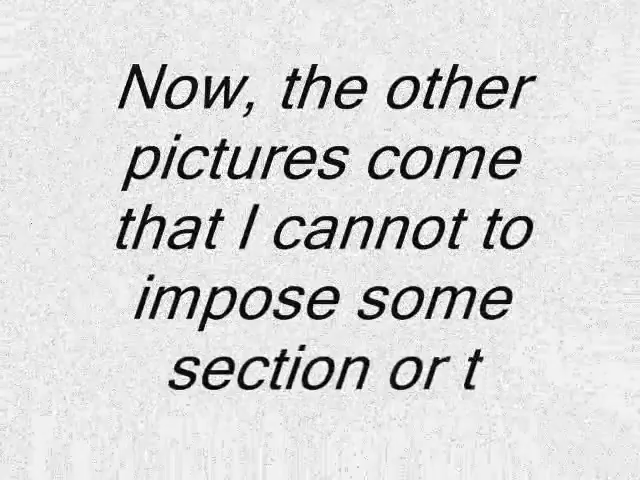 Now, the other
pictures come
that I cannot to
impose some
section or t